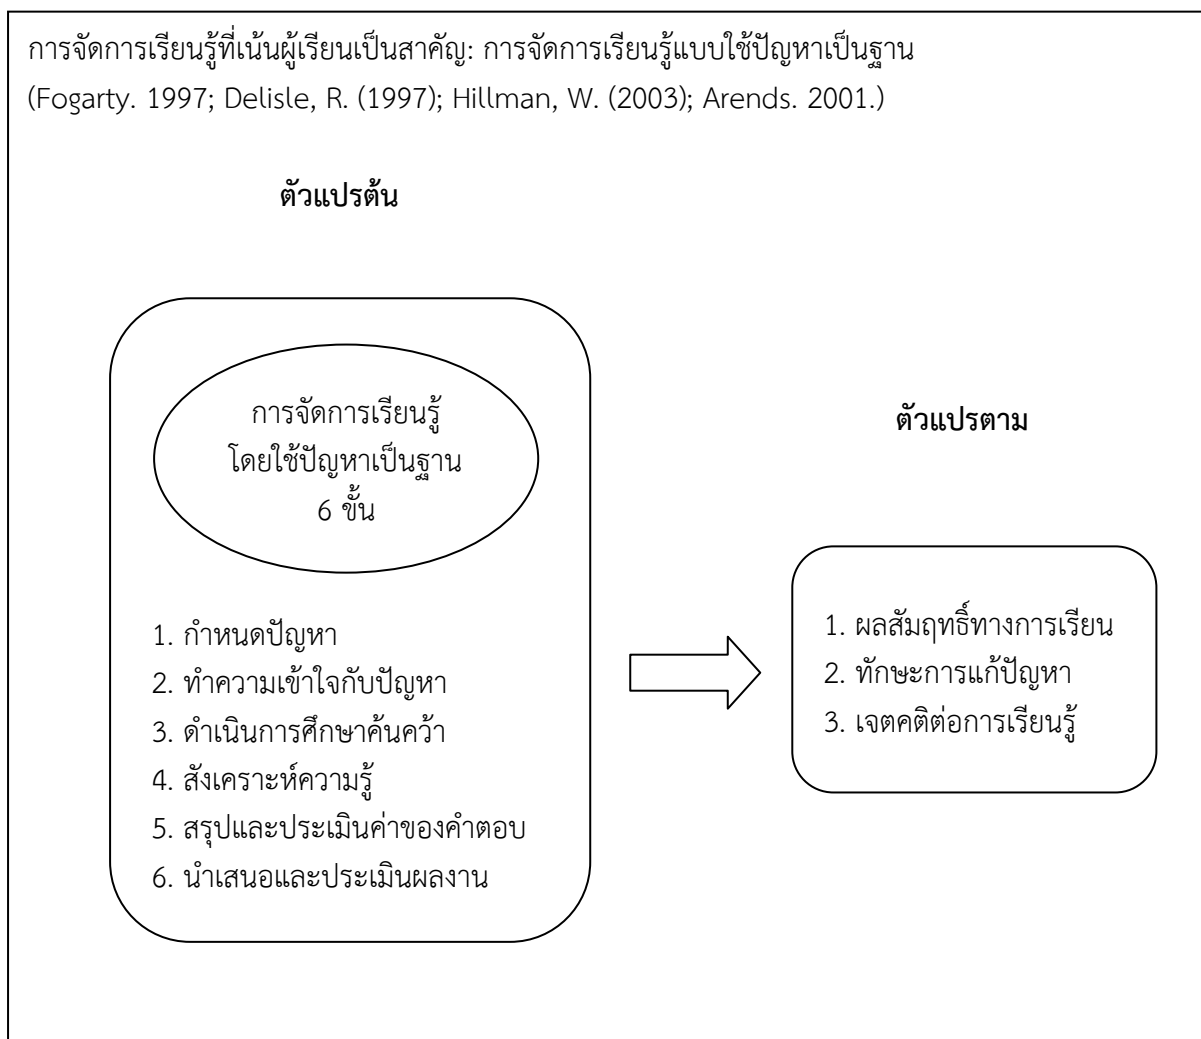 การจัดการเรียนรู้ที่เน้นผู้เรียนเป็นสาคัญ: การจัดการเรียนรู้แบบใช้ปัญหาเป็นฐาน
(Fogarty. 1997; Delisle, R. (1997); Hillman, W. (2003); Arends. 2001.)
ตัวแปรต้น
การจัดการเรียนรู้
โดยใช้ปัญหาเป็นฐาน
6 ขั้น
1. กำหนดปัญหา
2. ทำความเข้าใจกับปัญหา
3. ดำเนินการศึกษาค้นคว้า
4. สังเคราะห์ความรู้
5. สรุปและประเมินค่าของคำตอบ
6. นำเสนอและประเมินผลงาน
ตัวแปรตาม
1. ผลสัมฤทธิ์ทางการเรียน
2. ทักษะการแก้ปัญหา
3. เจตคติต่อการเรียนรู้